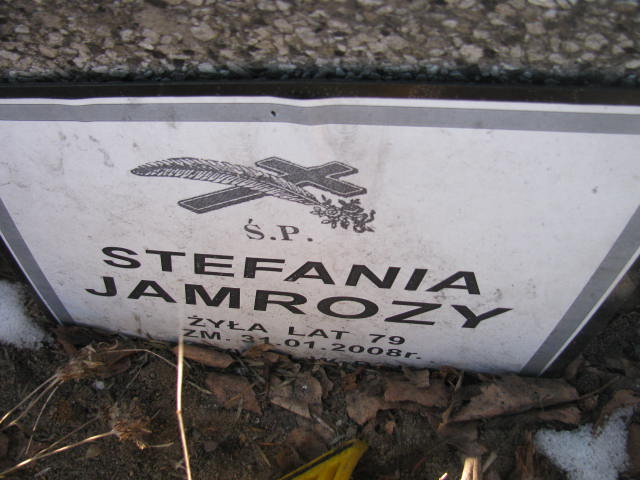 Ś.P.
STEFANIA
JAMROZY
ŻYŁA LAT 79
ZM. 31.01.2008r.